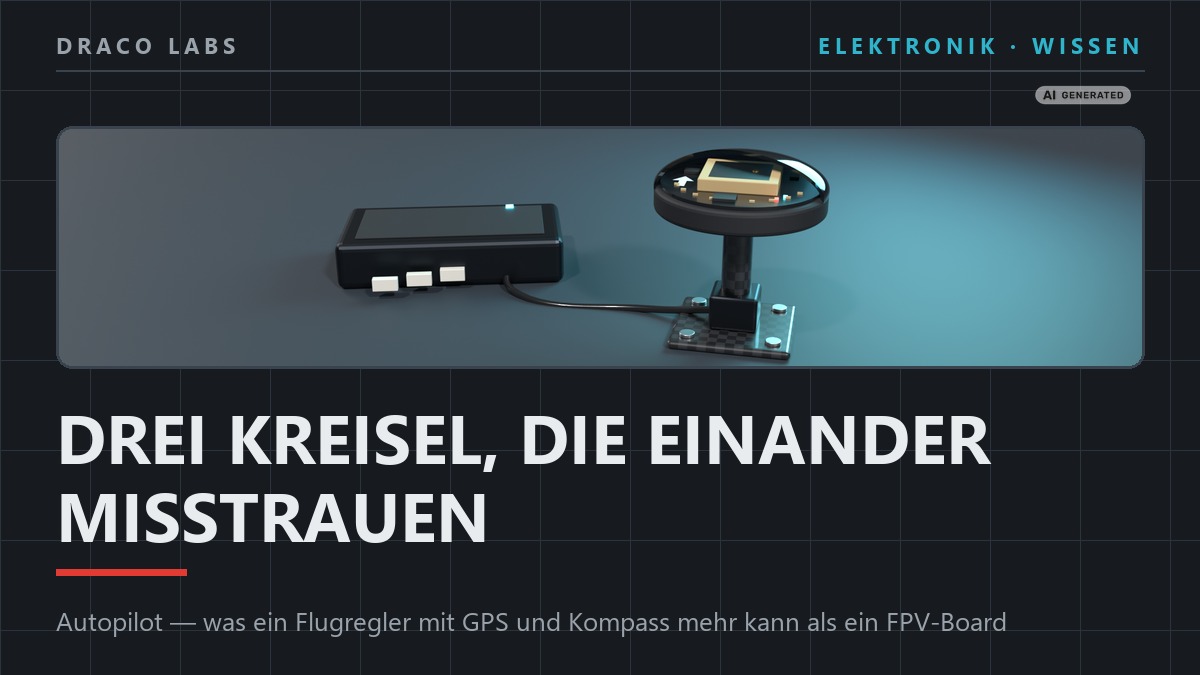 DRACO LABS
ELEKTRONIK · WISSEN
AI GENERATED
DREI KREISEL, DIE EINANDER
MISSTRAUEN
Autopilot — was ein Flugregler mit GPS und Kompass mehr kann als ein FPV-Board